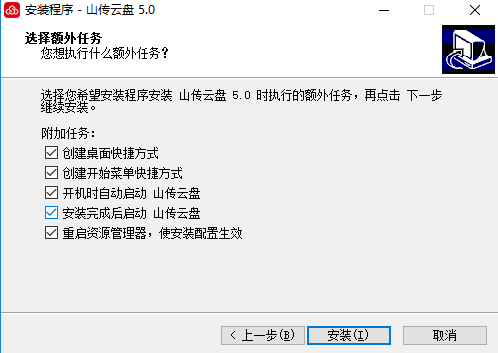 安装程序 - 山传云盘 5.0
选择额外任务
您想执行什么额外任务？
选择您希望安装程序安装 山传云盘 5.0 时执行的额外任务，再点击 下一步
继续安装。
附加任务：
创建桌面快捷方式
创建开始菜单快捷方式
开机时自动启动 山传云盘
安装完成后启动 山传云盘
重启资源管理器，使安装配置生效
< 上一步(B)
安装(I)
取消